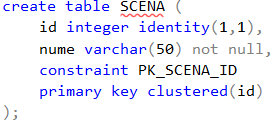 create table SCENA (
id integer identity(1,1),
nume varchar(50) not null,
constraint PK_SCENA_ID
primary key clustered(id)
);